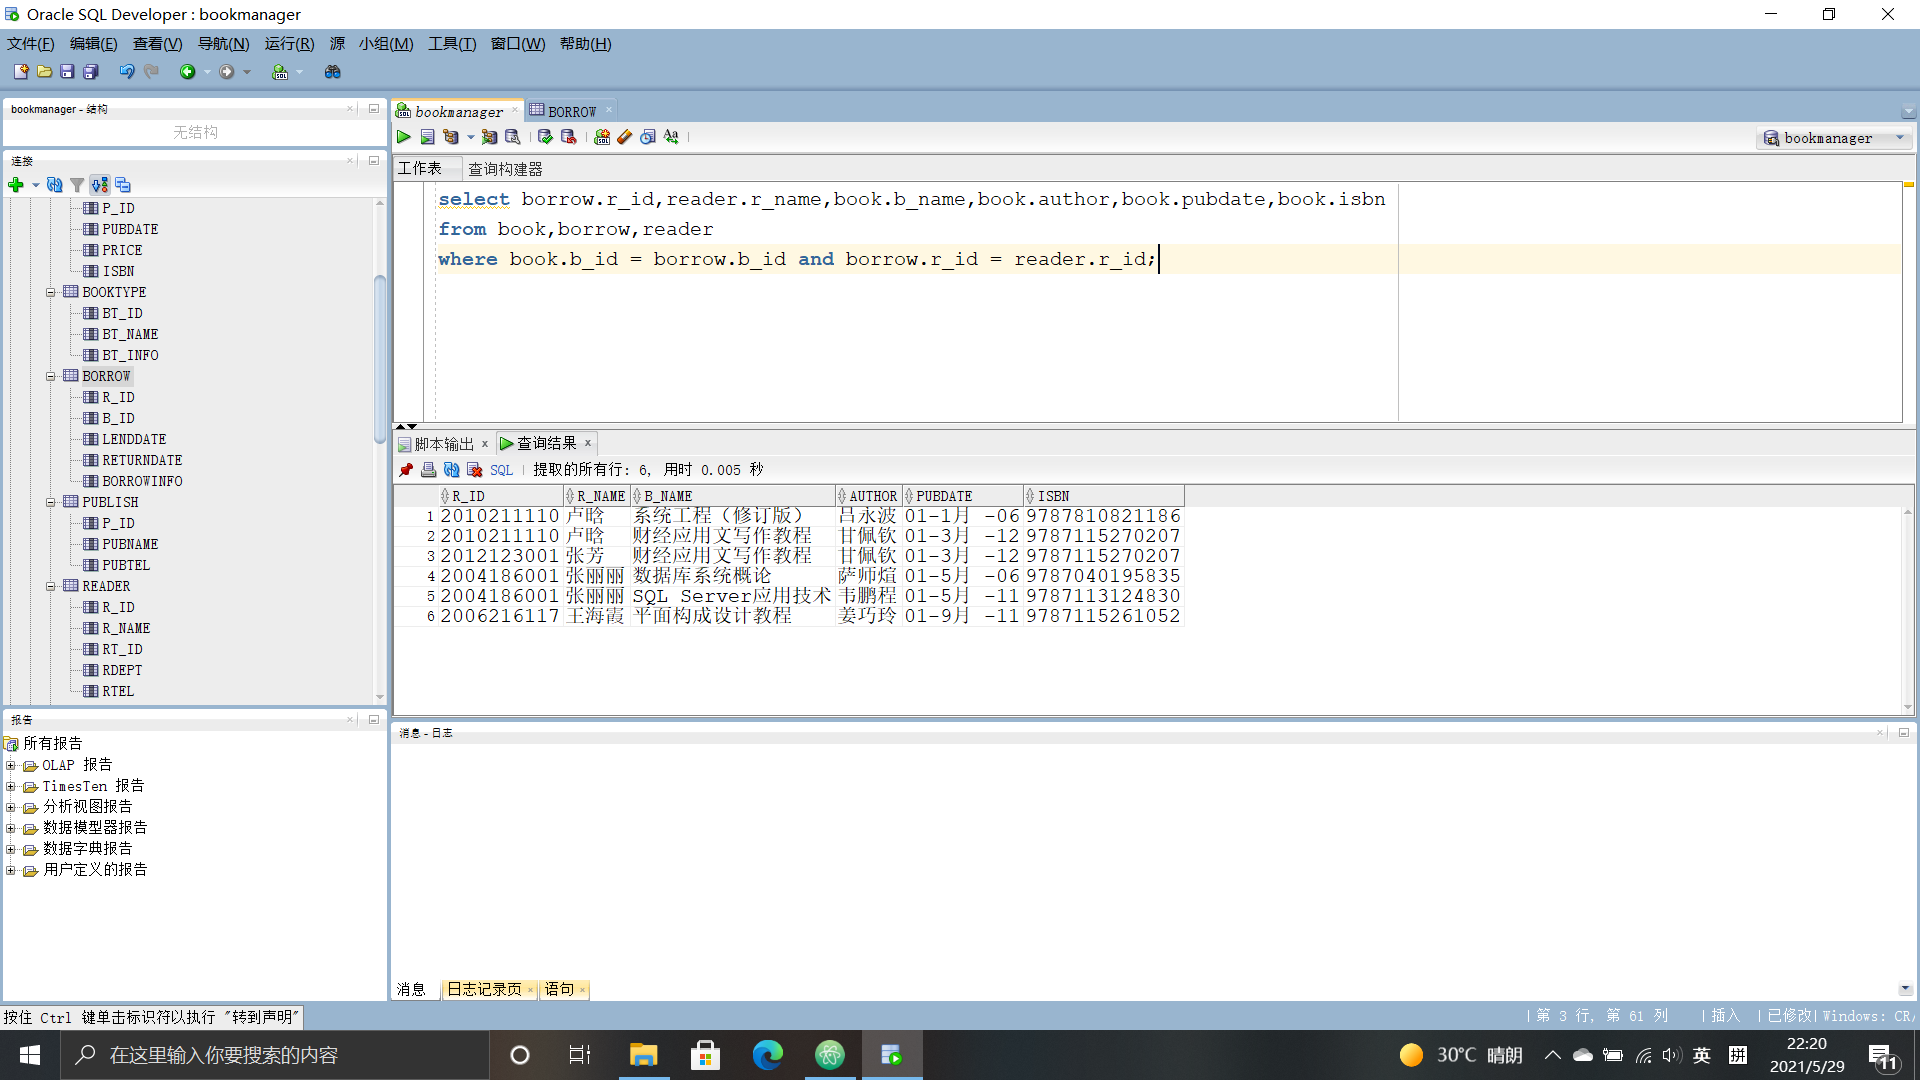 Oracle SQL Developer : bookmanager
文件(F) 编辑(E) 查看(V) 导航(N) 运行(R) 源 小组(M) 工具(T) 窗口(W) 帮助(H)
bookmanager - 结构
无结构
连接
P_ID
PUBDATE
PRICE
ISBN
BOOKTYPE
BT_ID
BT_NAME
BT_INFO
BORROW
R_ID
B_ID
LENDDATE
RETURNDATE
BORROWINFO
PUBLISH
P_ID
PUBNAME
PUBTEL
READER
R_ID
R_NAME
RT_ID
RDEPT
RTEL
报告
所有报告
OLAP 报告
TimesTen 报告
分析视图报告
数据模型器报告
数据字典报告
用户定义的报告
bookmanager BORROW
bookmanager
工作表 查询构建器
select borrow.r_id,reader.r_name,book.b_name,book.author,book.pubdate,book.isbn
from book,borrow,reader
where book.b_id = borrow.b_id and borrow.r_id = reader.r_id;
脚本输出 查询结果
SQL 提取的所有行: 6, 用时 0.005 秒
R_ID R_NAME B_NAME AUTHOR PUBDATE ISBN
1 2010211110 卢晗 系统工程（修订版） 吕永波 01-1月 -06 9787810821186
2 2010211110 卢晗 财经应用文写作教程 甘佩钦 01-3月 -12 9787115270207
3 2012123001 张芳 财经应用文写作教程 甘佩钦 01-3月 -12 9787115270207
4 2004186001 张丽丽 数据库系统概论 萨师煊 01-5月 -06 9787040195835
5 2004186001 张丽丽 SQL Server应用技术 韦鹏程 01-5月 -11 9787113124830
6 2006216117 王海霞 平面构成设计教程 姜巧玲 01-9月 -11 9787115261052
消息 - 日志
消息 日志记录页 语句
按住 Ctrl 键单击标识符以执行 "转到声明"
第 3 行, 第 61 列 插入 已修改 Windows: CR/
在这里输入你要搜索的内容
30°C 晴朗
英
拼
22:20
2021/5/29
11